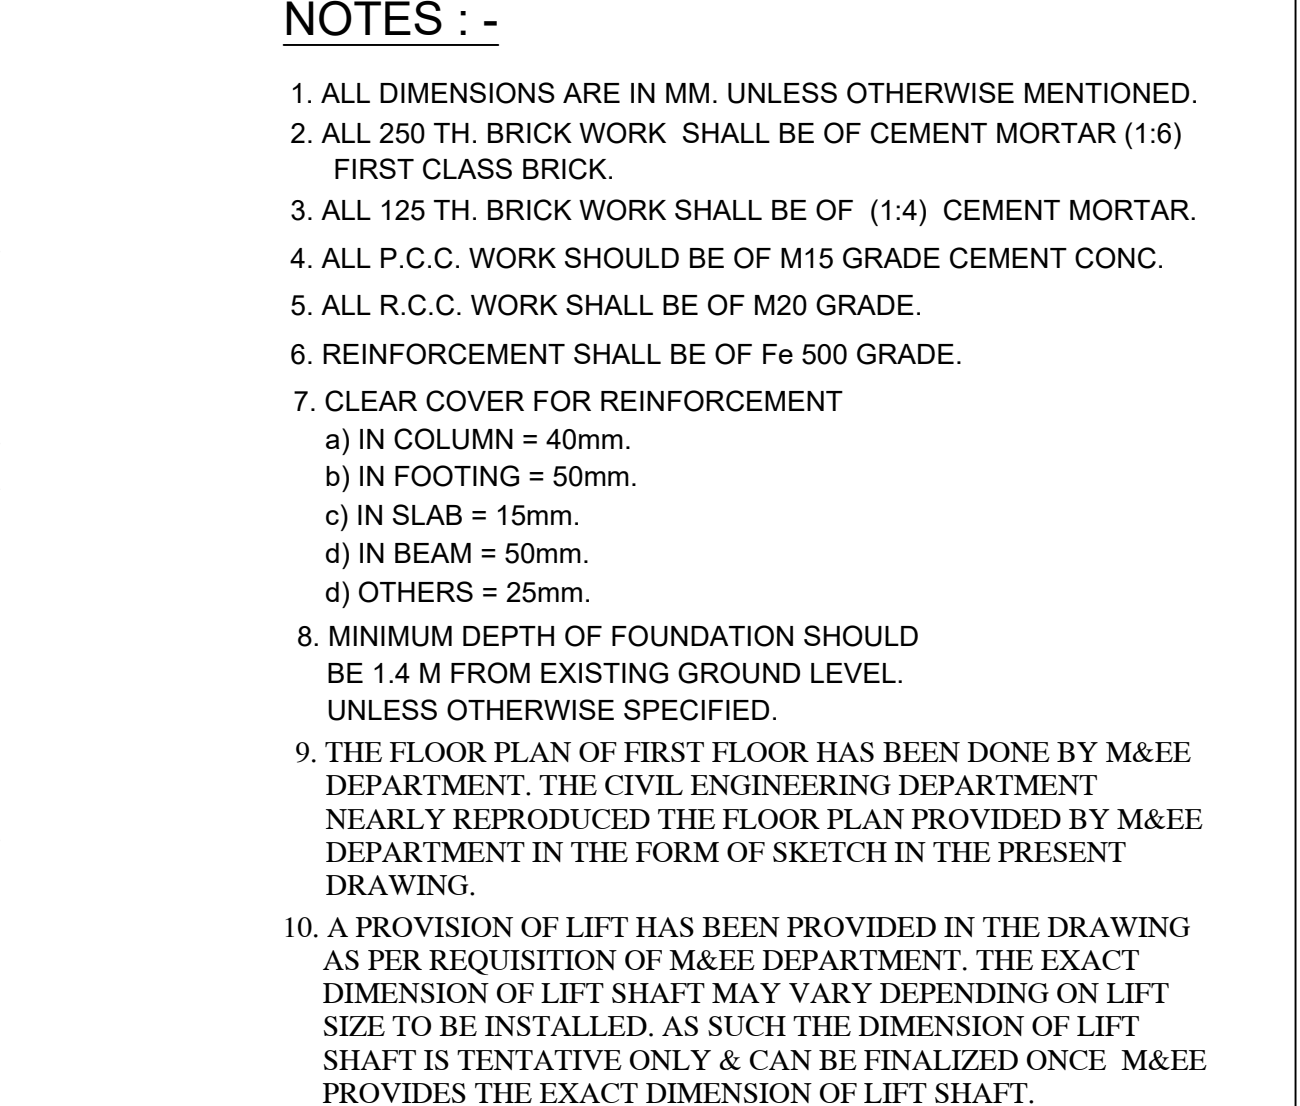 NOTES : -
1. ALL DIMENSIONS ARE IN MM. UNLESS OTHERWISE MENTIONED.
2. ALL 250 TH. BRICK WORK SHALL BE OF CEMENT MORTAR (1:6)
FIRST CLASS BRICK.
3. ALL 125 TH. BRICK WORK SHALL BE OF (1:4) CEMENT MORTAR.
4. ALL P.C.C. WORK SHOULD BE OF M15 GRADE CEMENT CONC.
5. ALL R.C.C. WORK SHALL BE OF M20 GRADE.
6. REINFORCEMENT SHALL BE OF Fe 500 GRADE.
7. CLEAR COVER FOR REINFORCEMENT
a) IN COLUMN = 40mm.
b) IN FOOTING = 50mm.
c) IN SLAB = 15mm.
d) IN BEAM = 50mm.
d) OTHERS = 25mm.
8. MINIMUM DEPTH OF FOUNDATION SHOULD
BE 1.4 M FROM EXISTING GROUND LEVEL.
UNLESS OTHERWISE SPECIFIED.
9. THE FLOOR PLAN OF FIRST FLOOR HAS BEEN DONE BY M&EE
DEPARTMENT. THE CIVIL ENGINEERING DEPARTMENT
NEARLY REPRODUCED THE FLOOR PLAN PROVIDED BY M&EE
DEPARTMENT IN THE FORM OF SKETCH IN THE PRESENT
DRAWING.
10. A PROVISION OF LIFT HAS BEEN PROVIDED IN THE DRAWING
AS PER REQUISITION OF M&EE DEPARTMENT. THE EXACT
DIMENSION OF LIFT SHAFT MAY VARY DEPENDING ON LIFT
SIZE TO BE INSTALLED. AS SUCH THE DIMENSION OF LIFT
SHAFT IS TENTATIVE ONLY & CAN BE FINALIZED ONCE M&EE
PROVIDES THE EXACT DIMENSION OF LIFT SHAFT.